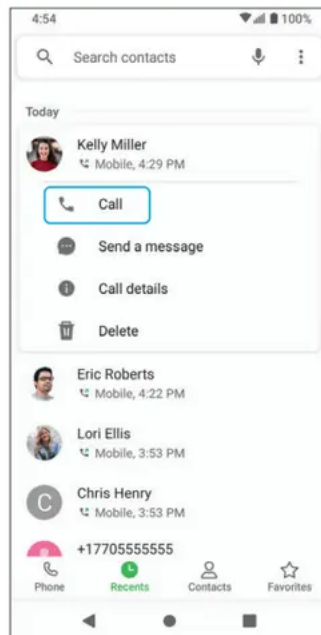 4:54 100%
Search contacts
Today
Kelly Miller
Mobile, 4:29 PM
Call
Send a message
Call details
Delete
Eric Roberts
Mobile, 4:22 PM
Lori Ellis
Mobile, 3:53 PM
C
Chris Henry
Mobile, 3:53 PM
+17705555555
Phone Recents Contacts Favorites